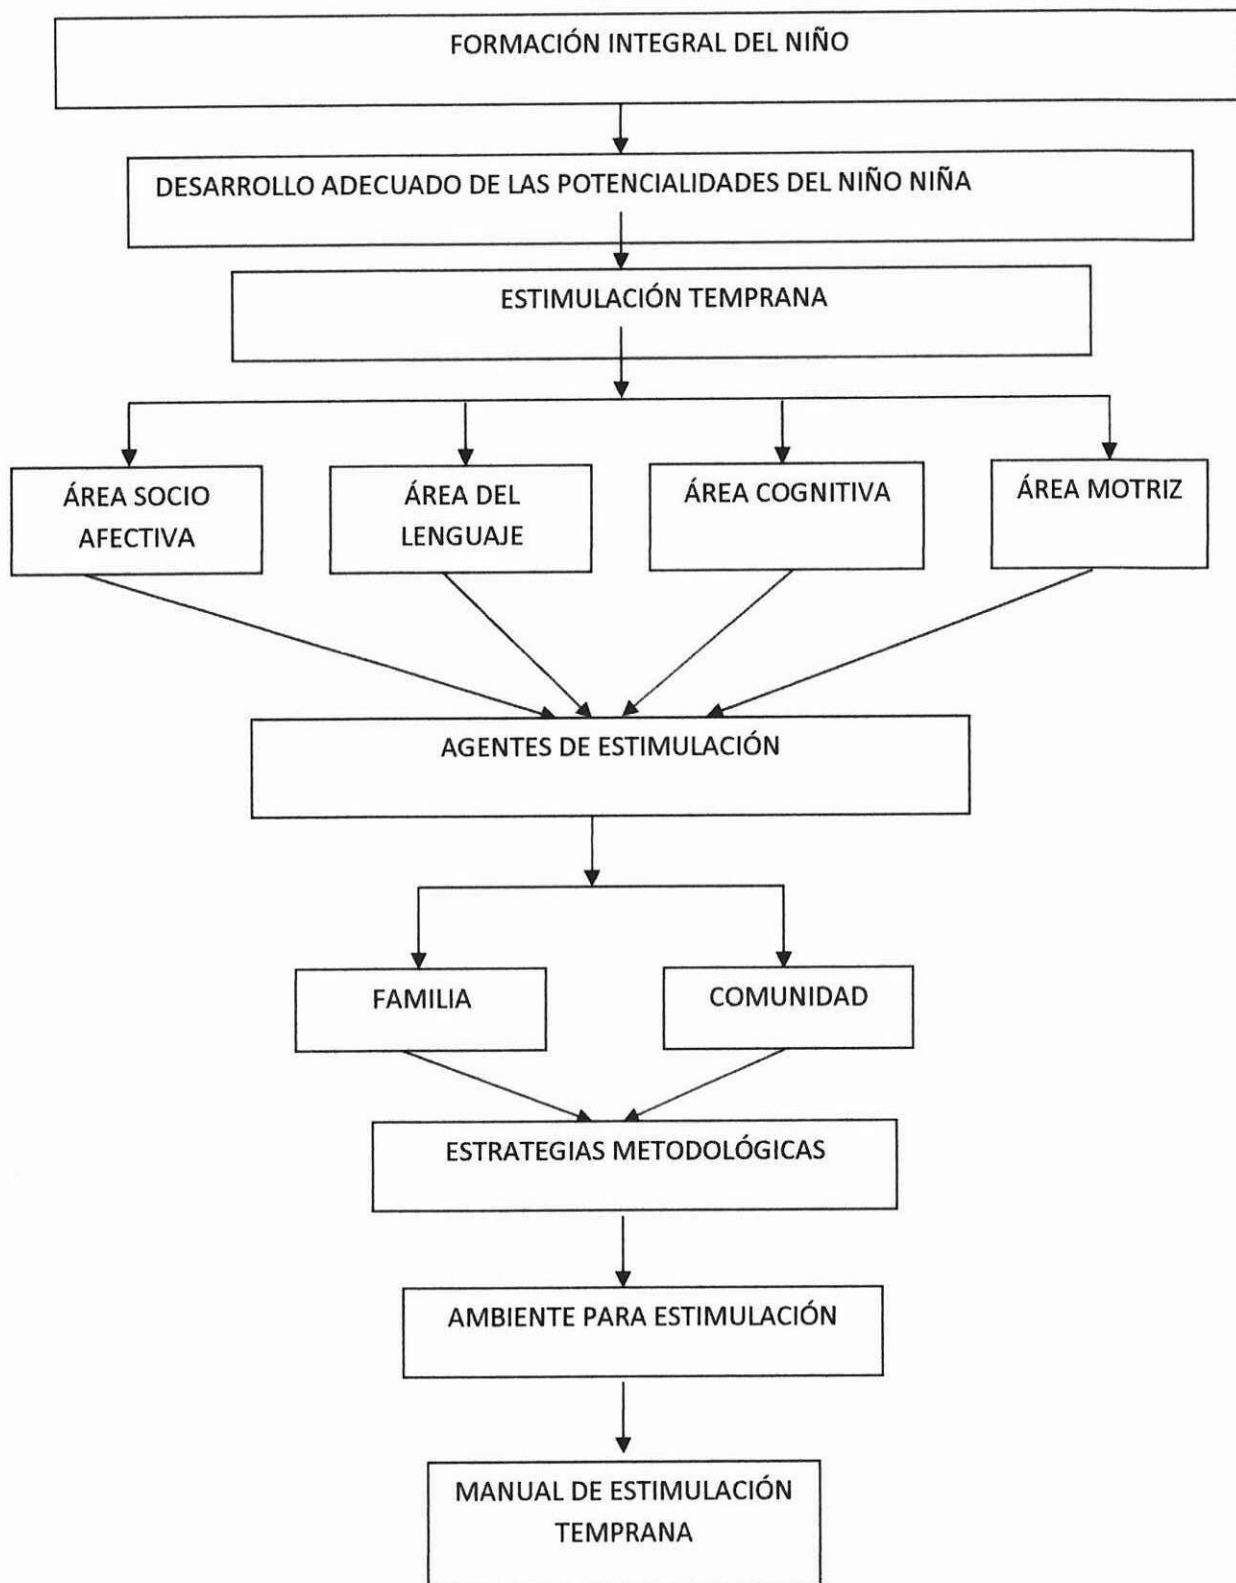 FORMACIÓN INTEGRAL DEL NIÑO
DESARROLLO ADECUADO DE LAS POTENCIALIDADES DEL NIÑO NIÑA
ESTIMULACIÓN TEMPRANA
ÁREA SOCIO
AFECTIVA
ÁREA DEL
LENGUAJE
ÁREA COGNITIVA
ÁREA MOTRIZ
AGENTES DE ESTIMULACIÓN
FAMILIA
COMUNIDAD
ESTRATEGIAS METODOLÓGICAS
AMBIENTE PARA ESTIMULACIÓN
MANUAL DE ESTIMULACIÓN
TEMPRANA